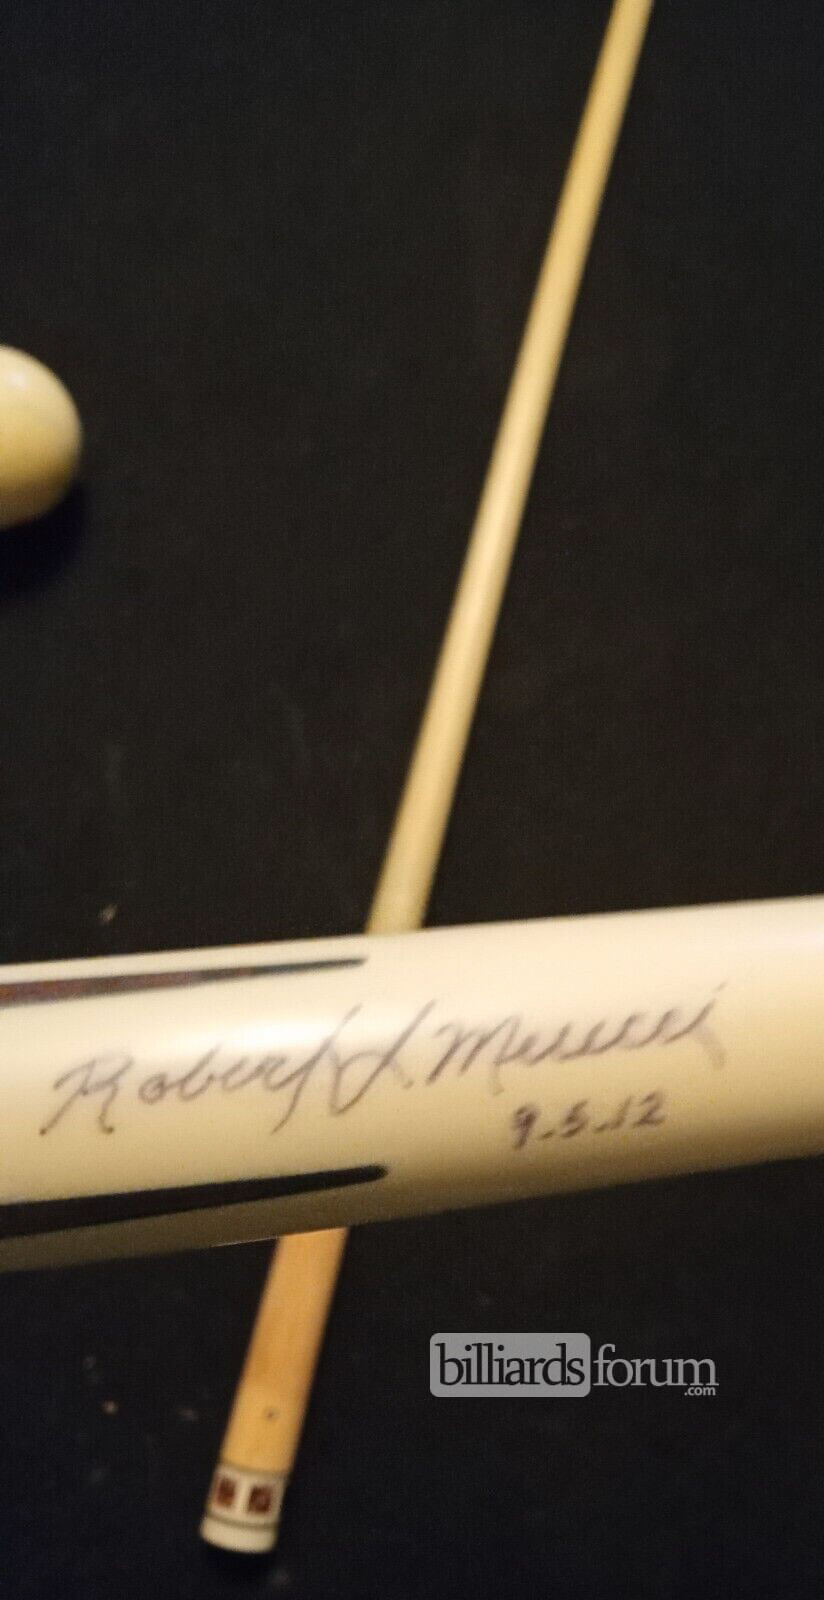 Robert L Meucci
9.5.12
billiardsforum
.com